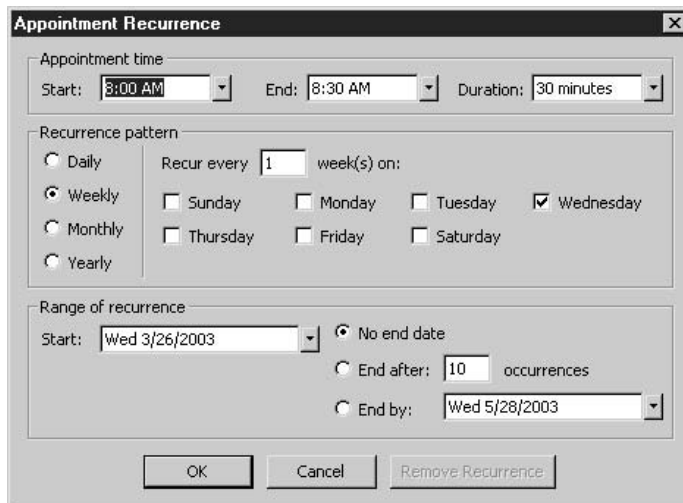 Appointment Recurrence
Appointment time
Start: 8:00 AM End: 8:30 AM Duration: 30 minutes
Recurrence pattern
Daily Recur every 1 week(s) on:
Weekly Sunday Monday Tuesday Wednesday
Monthly Thursday Friday Saturday
Yearly
Range of recurrence
Start: Wed 3/26/2003 No end date
End after: 10 occurrences
End by: Wed 5/28/2003
OK Cancel Remove Recurrence